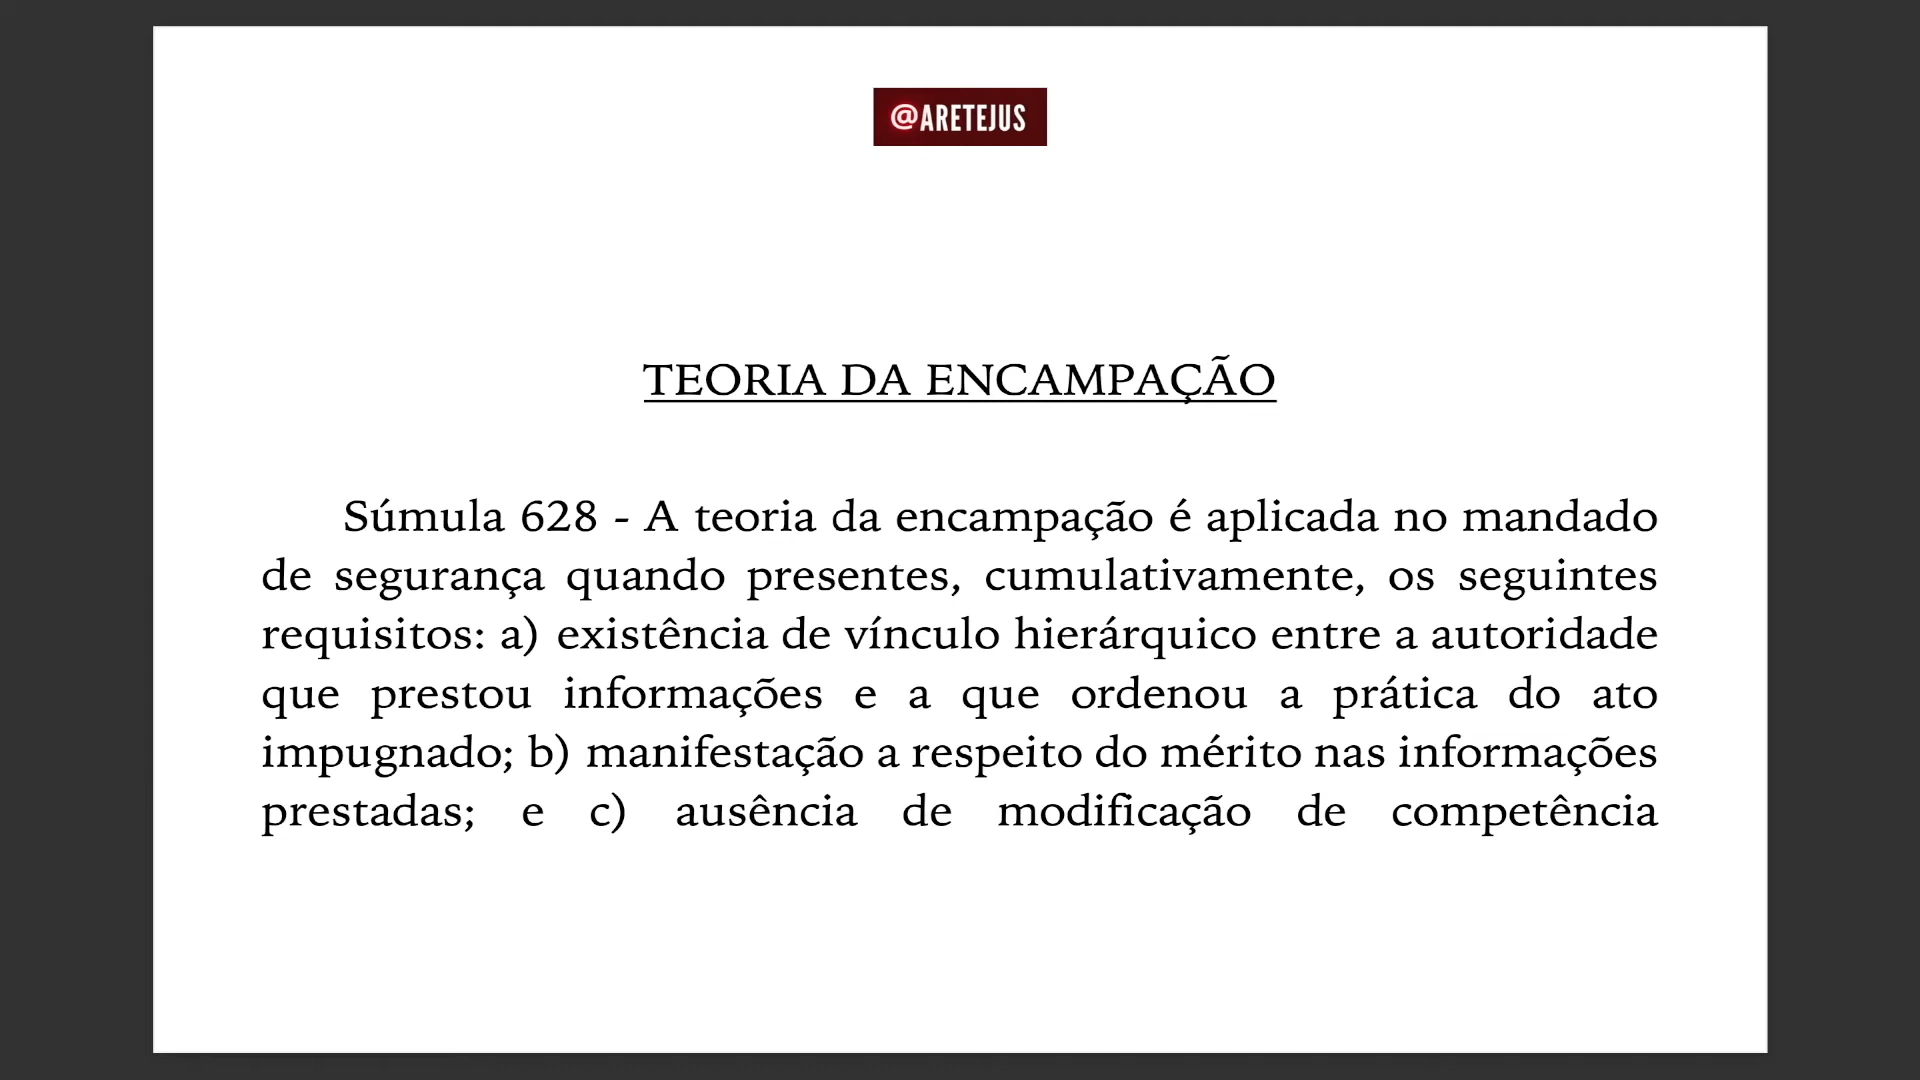 @ARETEJUS
TEORIA DA ENCAMPAÇÃO
Súmula 628 - A teoria da encampação é aplicada no mandado
de segurança quando presentes, cumulativamente, os seguintes
requisitos: a) existência de vínculo hierárquico entre a autoridade
que prestou informações e a que ordenou a prática do ato
impugnado; b) manifestação a respeito do mérito nas informações
prestadas; e c) ausência de modificação de competência